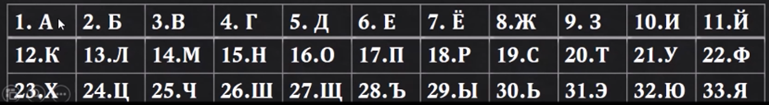 1. А 2. Б 3.В 4. Г 5. Д 6. Е 7. Ё 8.Ж 9. З 10.И 11.Й
12.К 13.Л 14.М 15.Н 16.О 17.П 18.Р 19.С 20.Т 21.У 22.Ф
23.Х 24.Ц 25.Ч 26.Ш 27.Щ 28.Ъ 29.Ы 30.Ь 31.Э 32.Ю 33.Я